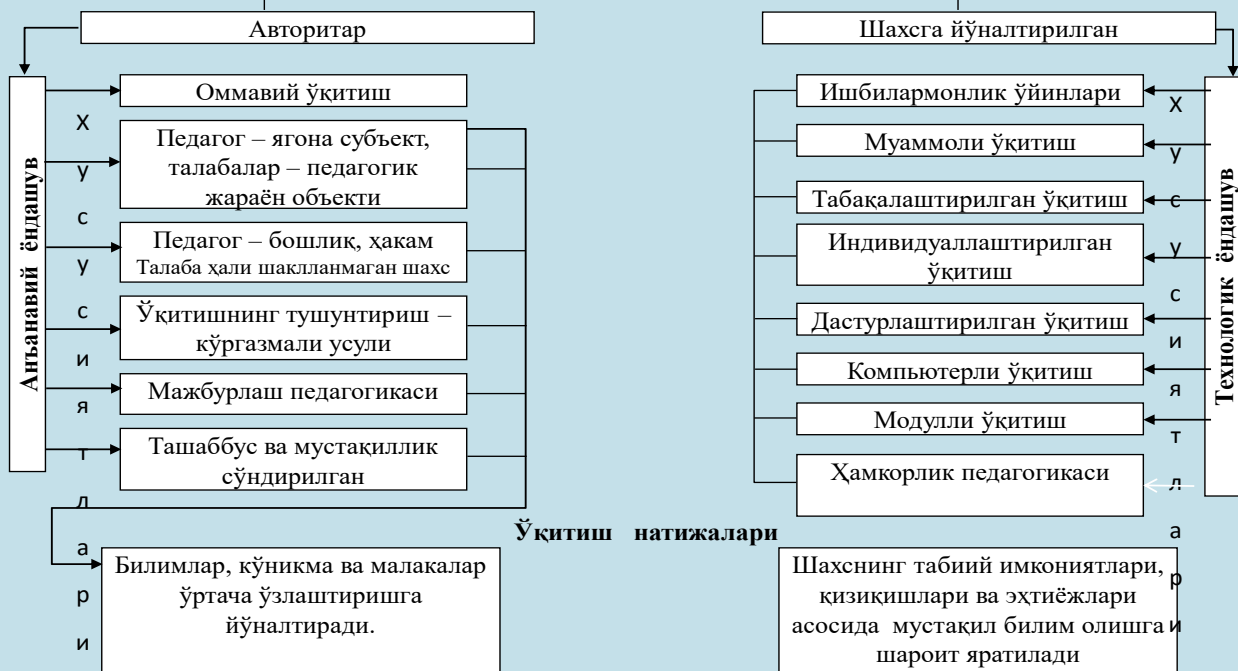 Авторитар
Анъанавий ёндашув
Хусусиятлари
Оммавий ўқитиш
Педагог – ягона субъект,
талабалар – педагогик
жараён объекти
Педагог – бошлиқ, ҳакам
Талаба ҳали шаклланмаган шахс
Ўқитишнинг тушунтириш –
кўргазмали усули
Мажбурлаш педагогикаси
Ташаббус ва мустақиллик
сўндирилган
Шахсга йўналтирилган
Ишбилармонлик ўйинлари
Муаммоли ўқитиш
Табақалаштирилган ўқитиш
Индивидуаллаштирилган
ўқитиш
Дастурлаштирилган ўқитиш
Компьютерли ўқитиш
Модулли ўқитиш
Ҳамкорлик педагогикаси
Хусусиятлари
Технологик ёндашув
Ўқитиш натижалари
Билимлар, кўникма ва малакалар
ўртача ўзлаштиришга
йўналтиради.
Шахснинг табиий имкониятлари,
қизиқишлари ва эҳтиёжлари
асосида мустақил билим олишга
шароит яратилади